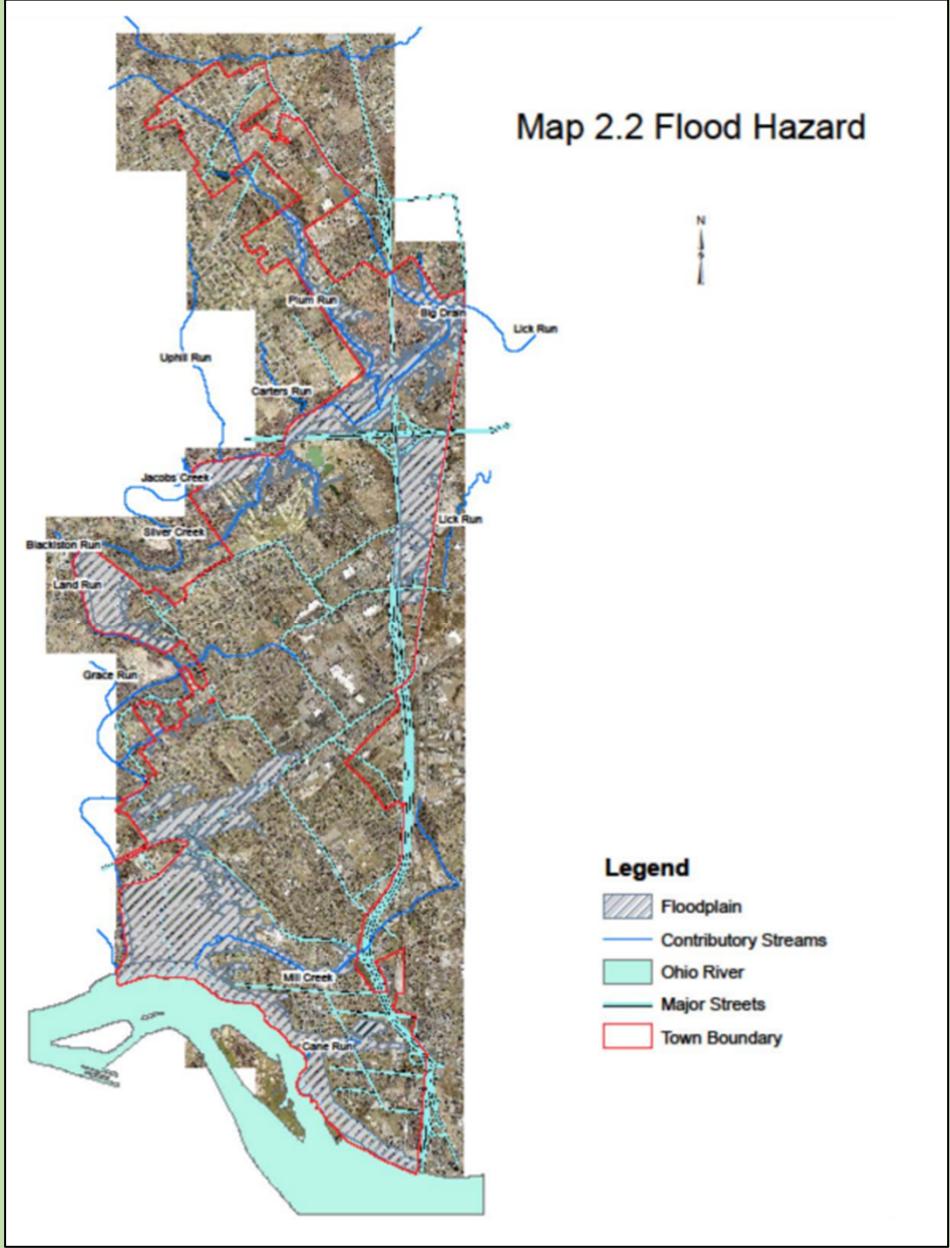 Map 2.2 Flood Hazard
N
Plum Run
Big Drain
Lick Run
Uphill Run
Carters Run
Jacobs Creek
Lick Run
Silver Creek
Blackiston Run
Land Run
Grace Run
Mill Creek
Cane Run
Legend
Floodplain
Contributory Streams
Ohio River
Major Streets
Town Boundary